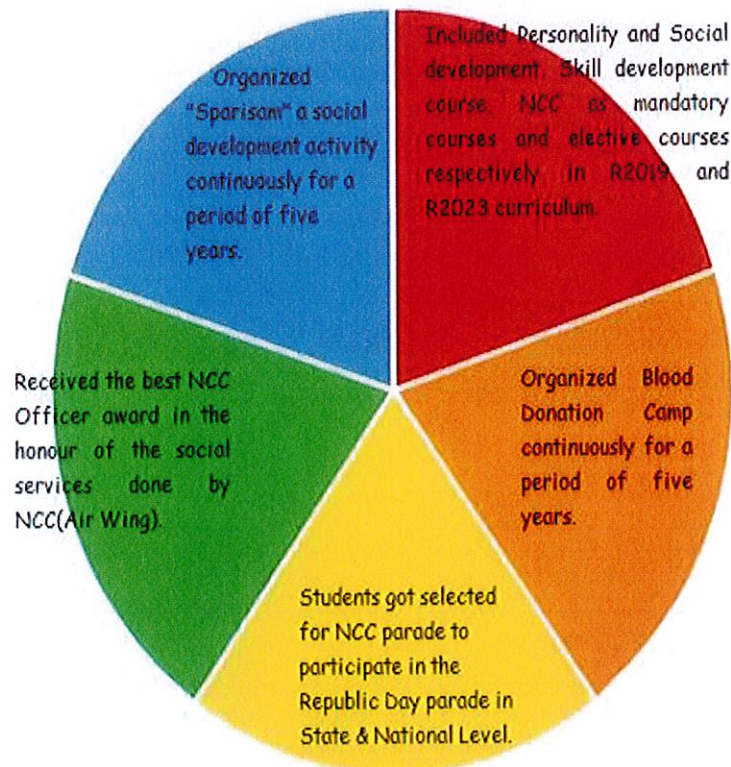 Included Personality and Social
development, Skill development
course, NCC as mandatory
courses and elective courses
respectively in R2019 and
R2023 curriculum.
Organized Blood
Donation Camp
continuously for a
period of five
years.
Students got selected
for NCC parade to
participate in the
Republic Day parade in
State & National Level.
Received the best NCC
Officer award in the
honour of the social
services done by
NCC(Air Wing).
Organized
"Sparisam" a social
development activity
continuously for a
period of five
years.